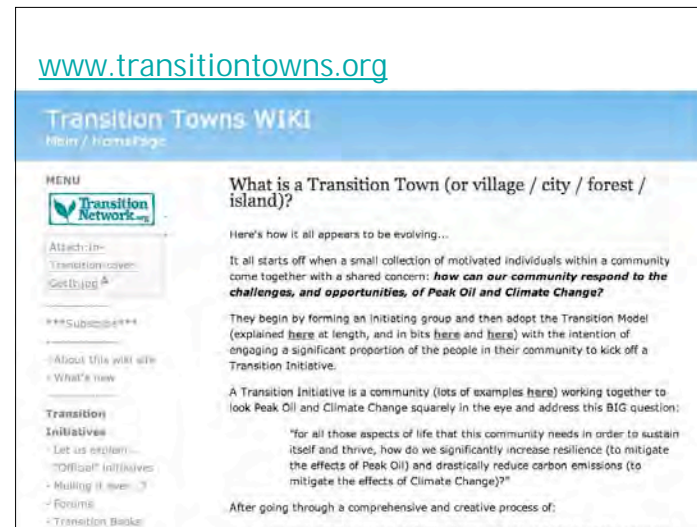 www.transitiontowns.org
Transition Towns WIKI
Main / HomePage
MENU
Transition
Network.org
Transition-cover-
***Subscribe***
- About this wiki site
- What's new
Transition
Initiatives
- Let us explain...
"Official" Initiatives
- Mulling it over...?
- Forums
- Transition Books
What is a Transition Town (or village / city / forest /
island)?
Here's how it all appears to be evolving...
It all starts off when a small collection of motivated individuals within a community
come together with a shared concern: how can our community respond to the
challenges, and opportunities, of Peak Oil and Climate Change?
They begin by forming an initiating group and then adopt the Transition Model
(explained here at length, and in bits here and here) with the intention of
engaging a significant proportion of the people in their community to kick off a
Transition Initiative.
A Transition Initiative is a community (lots of examples here) working together to
look Peak Oil and Climate Change squarely in the eye and address this BIG question:
"for all those aspects of life that this community needs in order to sustain
itself and thrive, how do we significantly increase resilience (to mitigate
the effects of Peak Oil) and drastically reduce carbon emissions (to
mitigate the effects of Climate Change)?"
After going through a comprehensive and creative process of: